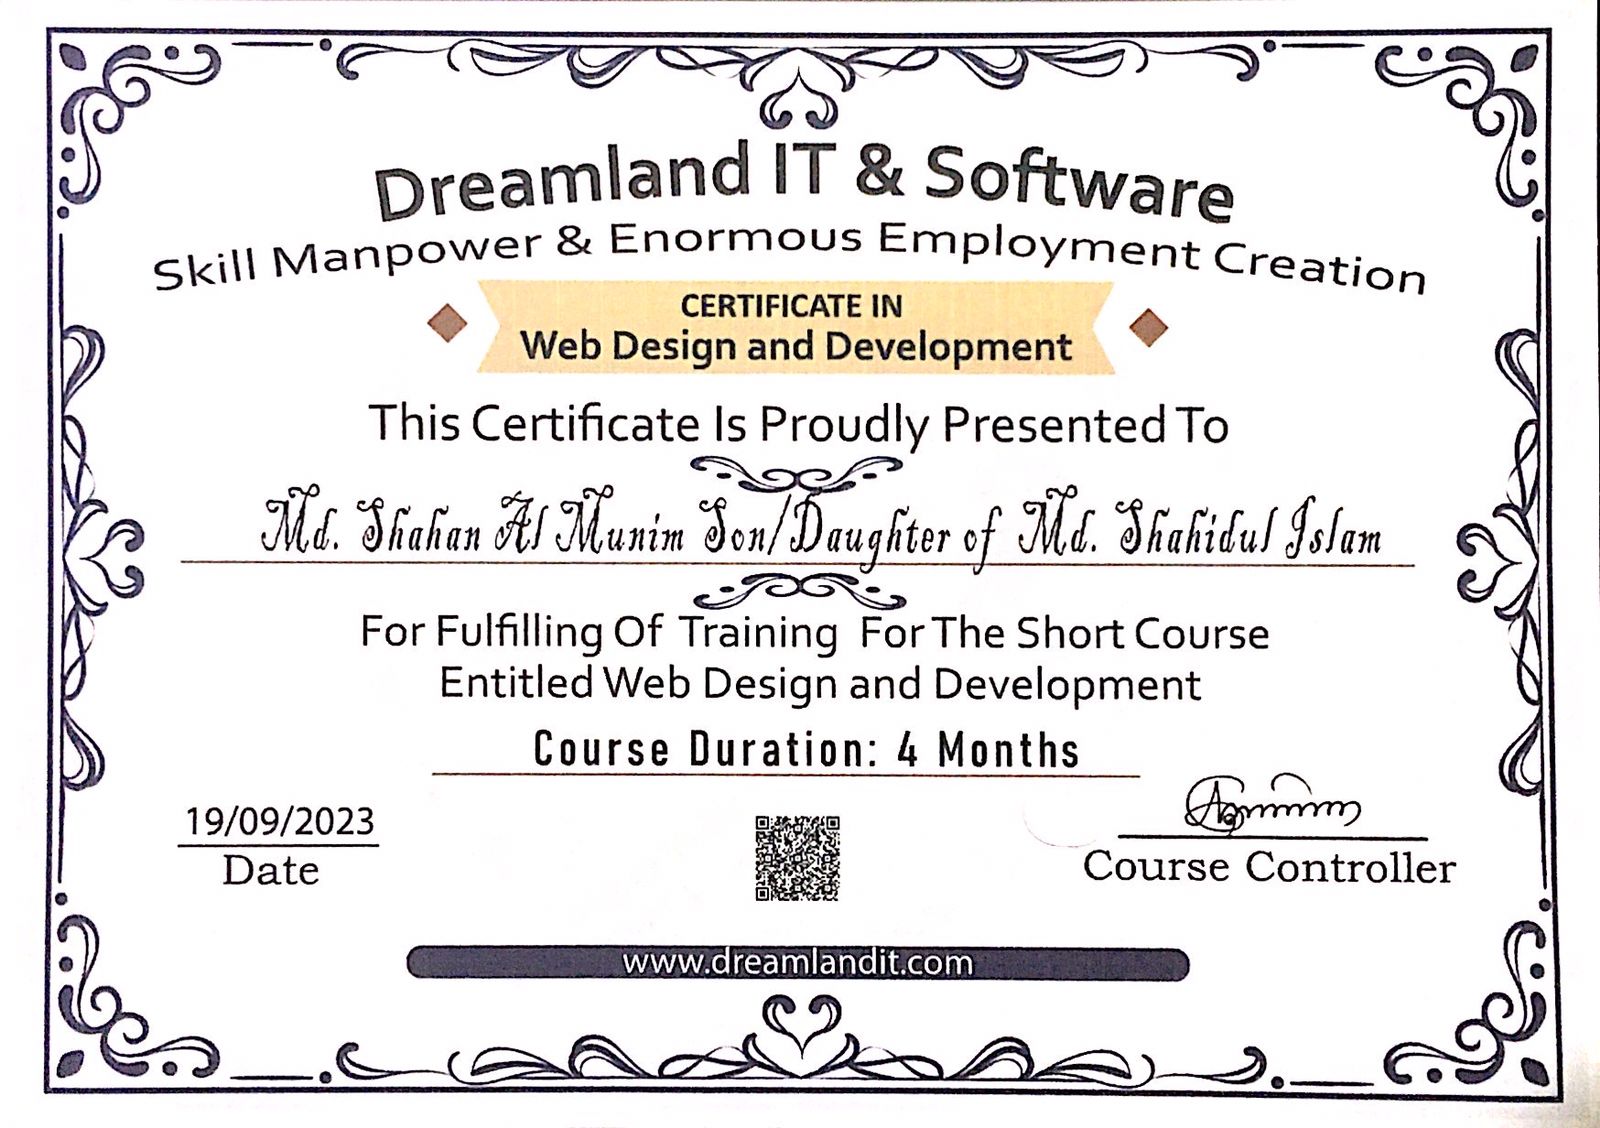 Dreamland IT & Software
Skill Manpower & Enormous Employment Creation
CERTIFICATE IN
Web Design and Development
This Certificate Is Proudly Presented To
Md. Shahan Al Munim Son/Daughter of Md. Shahidul Islam
For Fulfilling Of Training For The Short Course
Entitled Web Design and Development
Course Duration: 4 Months
19/09/2023
Date
Course Controller
www.dreamlandit.com